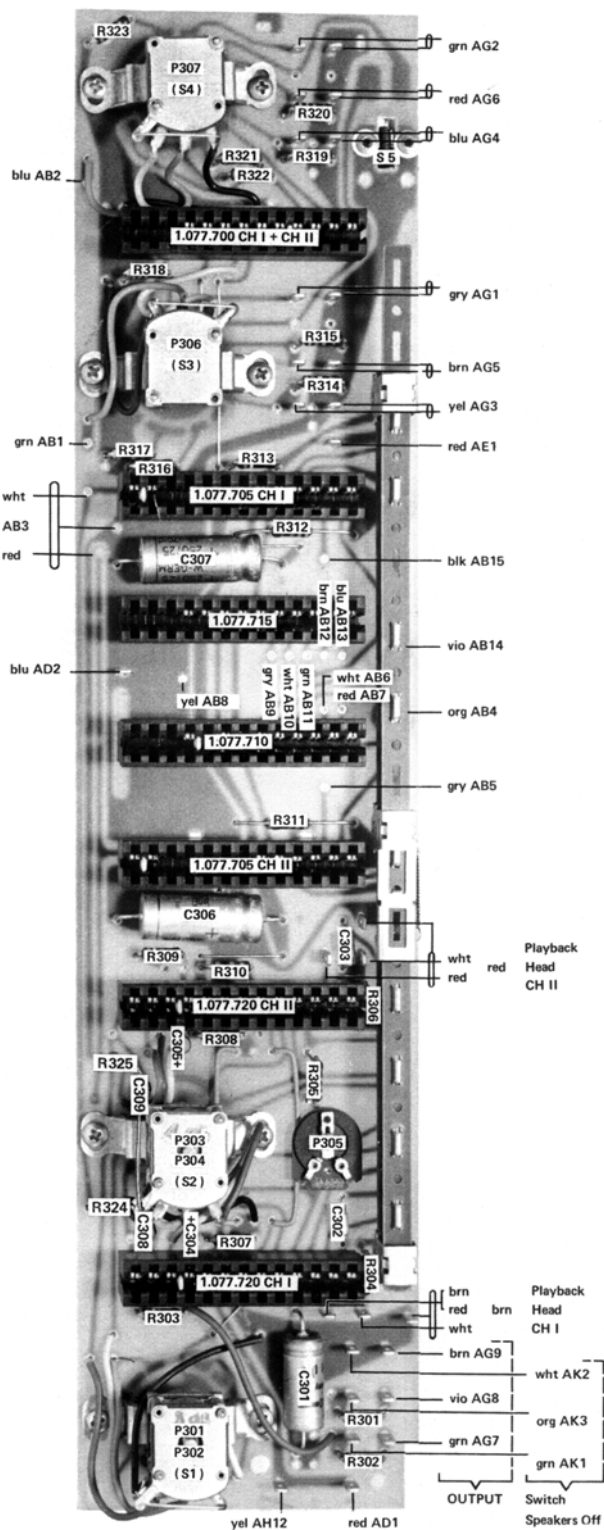 R323
grn AG2
P307
(S4)
red AG6
R320
blu AG4
R319
S5
R321
R322
blu AB2
1.077.700 CH I + CH II
R318
gry AG1
R315
P306
(S3)
brn AG5
R314
yel AG3
grn AB1
red AE1
R317
R316
R313
wht
1.077.705 CH I
AB3
R312
red
250/25
W-GERM
C307
blk AB15
brn AB12
blu AB13
1.077.715
vio AB14
blu AD2
yel AB8
gry AB9
wht AB10
grn AB11
wht AB6
red AB7
org AB4
1.077.710
gry AB5
R311
1.077.705 CH II
C306
+
C303
R309
R310
wht
red
red
Playback
Head
CH II
1.077.720 CH II
R306
C305+
R308
R325
C309
R305
P303
P304
(S2)
P305
R324
C308
+C304
R307
C302
1.077.720 CH I
R304
R303
brn
red
wht
brn
Playback
Head
CH I
brn AG9
wht AK2
C301
vio AG8
R301
org AK3
P301
P302
(S1)
grn AG7
R302
grn AK1
OUTPUT
Switch
Speakers Off
yel AH12
red AD1